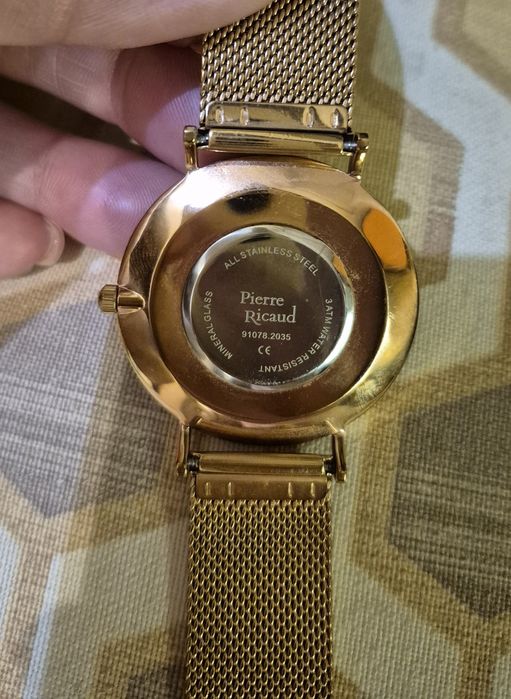 ALL STAINLESS STEEL
3 ATM WATER RESISTANT
MINERAL GLASS
Pierre
Ricaud
91078.2035
CE